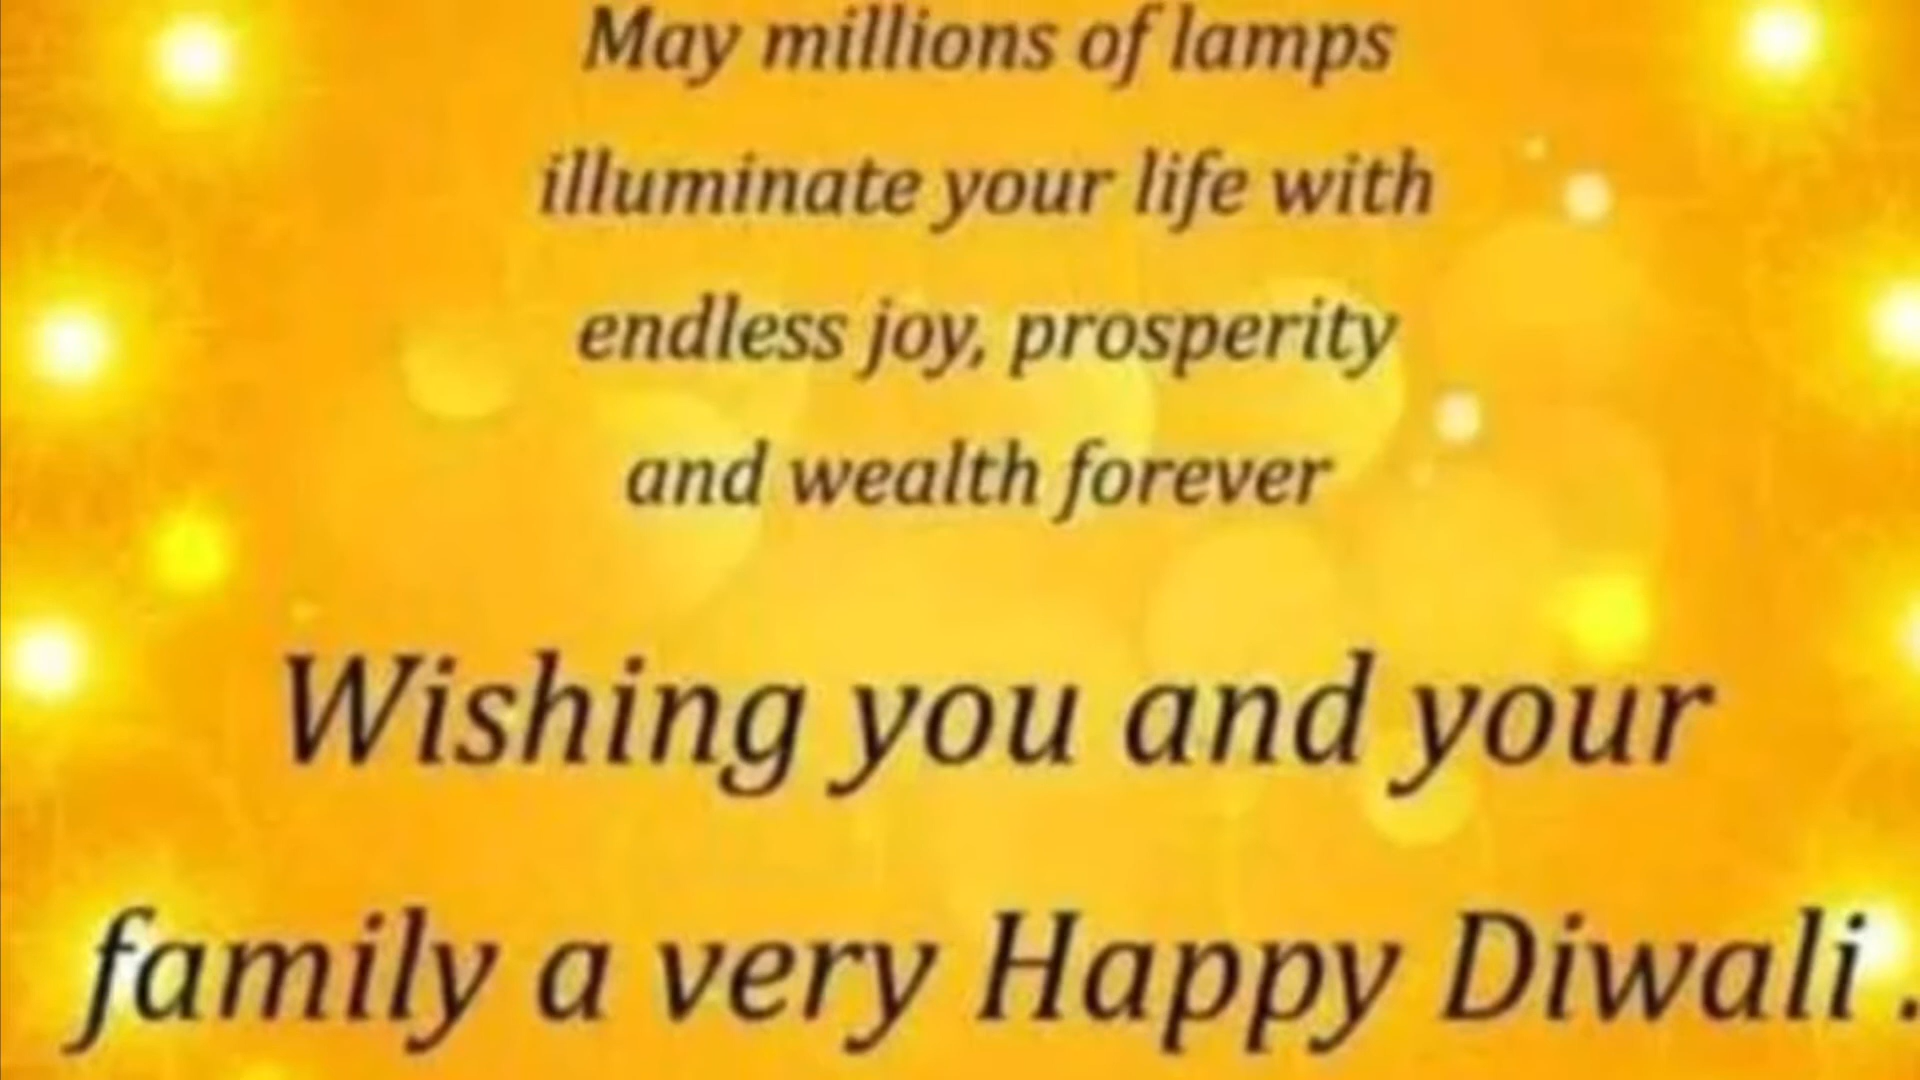 May millions of lamps
illuminate your life with
endless joy, prosperity
and wealth forever
Wishing you and your
family a very Happy Diwali .